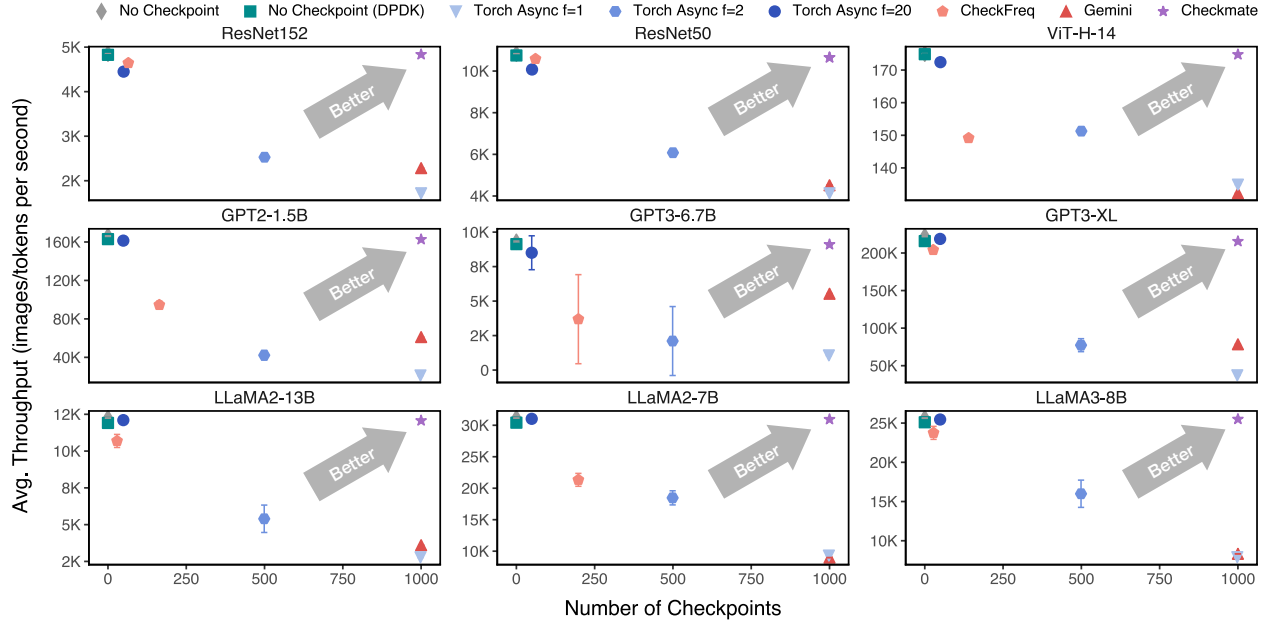 No Checkpoint No Checkpoint (DPDK) Torch Async f=1 Torch Async f=2 Torch Async f=20 CheckFreq Gemini Checkmate
ResNet152 ResNet50 ViT-H-14
5K
4K
3K
2K
Better
10K
8K
6K
4K
Better
170
160
150
140
Better
GPT2-1.5B GPT3-6.7B GPT3-XL
160K
120K
80K
40K
Better
10K
8K
5K
2K
0
Better
200K
150K
100K
50K
Better
LLaMA2-13B LLaMA2-7B LLaMA3-8B
12K
10K
8K
5K
2K
Better
30K
25K
20K
15K
10K
Better
25K
20K
15K
10K
Better
0 250 500 750 1000 0 250 500 750 1000 0 250 500 750 1000
Number of Checkpoints
Avg. Throughput (images/tokens per second)